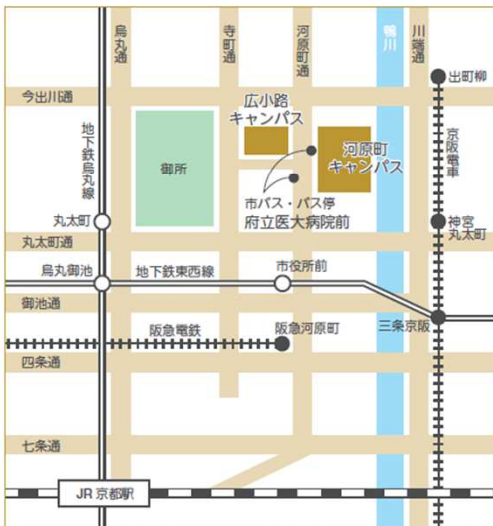 烏丸通
寺町通
河原町通
鴨川
川端通
出町柳
今出川通
広小路
キャンパス
地下鉄烏丸線
御所
河原町
キャンパス
京阪電車
市バス・バス停
府立医大病院前
丸太町
神宮
丸太町
丸太町通
烏丸御池
地下鉄東西線
市役所前
御池通
三条京阪
阪急電鉄
阪急河原町
四条通
七条通
JR 京都駅